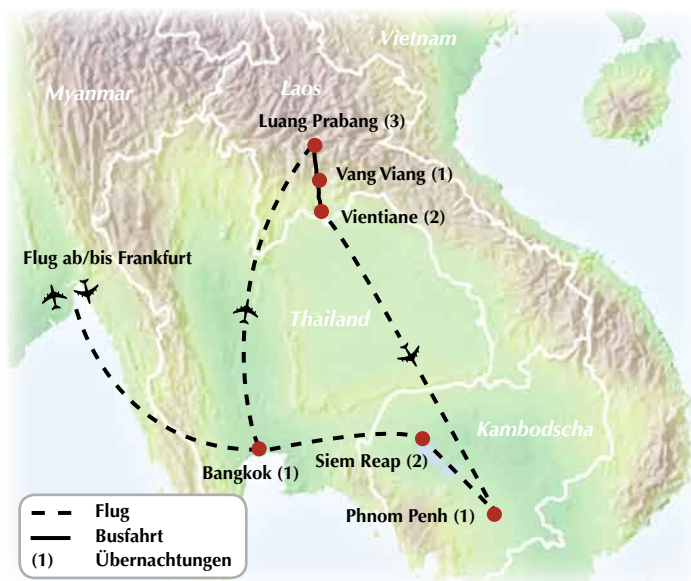 Vietnam
Myanmar
Laos
Luang Prabang (3)
Vang Viang (1)
Vientiane (2)
Flug ab/bis Frankfurt
Thailand
Kambodscha
Siem Reap (2)
Bangkok (1)
Phnom Penh (1)
Flug
Busfahrt
(1) Übernachtungen